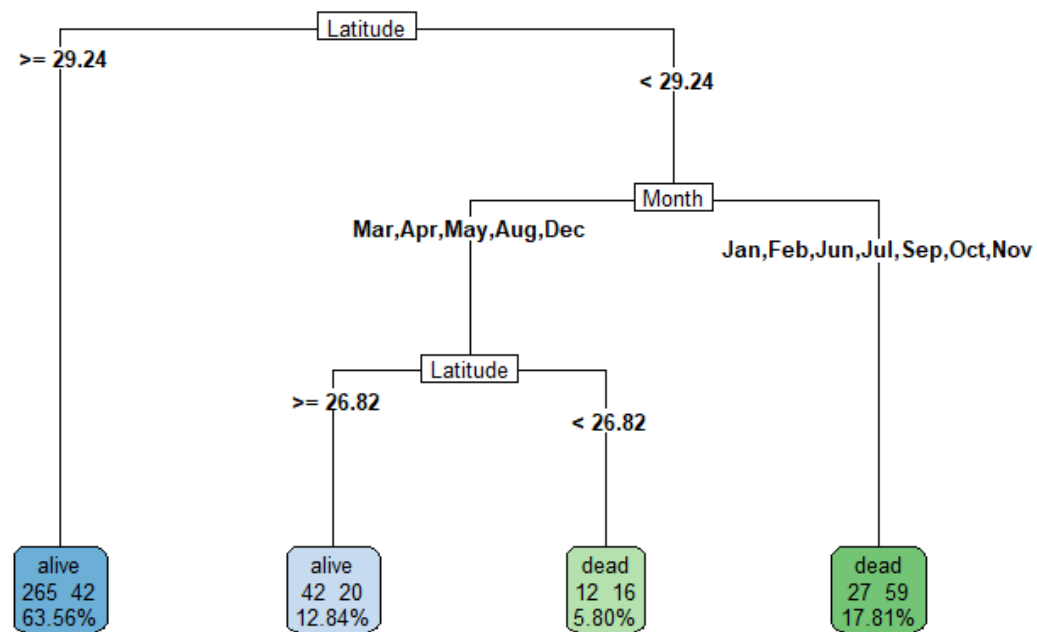 Latitude
>= 29.24
< 29.24
Month
Mar,Apr,May,Aug,Dec
Jan,Feb,Jun,Jul,Sep,Oct,Nov
Latitude
>= 26.82
< 26.82
alive
265 42
63.56%
alive
42 20
12.84%
dead
12 16
5.80%
dead
27 59
17.81%